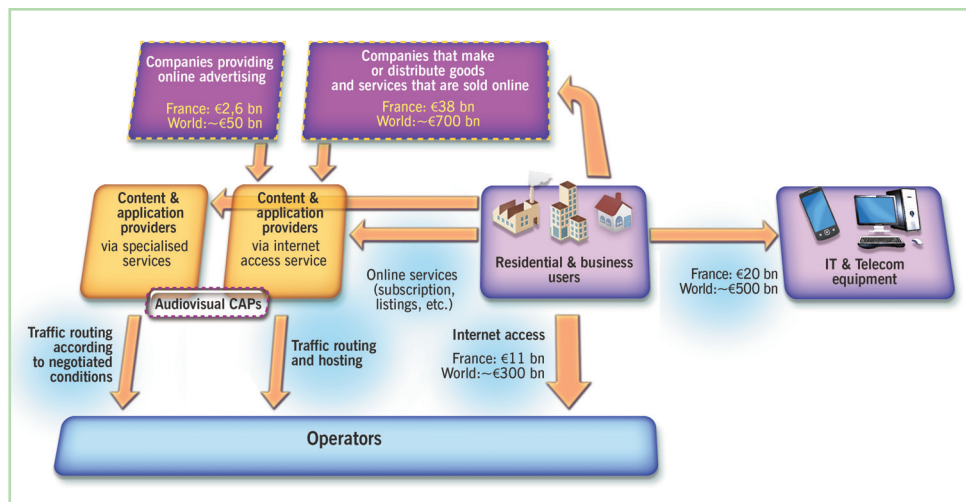 Companies providing
online advertising
France: €2,6 bn
World:~€50 bn
Companies that make
or distribute goods
and services that are sold online
France: €38 bn
World:~€700 bn
Content &
application
providers
via specialised
services
Content &
application
providers
via internet
access service
Audiovisual CAPs
Residential & business
users
IT & Telecom
equipment
Online services
(subscription,
listings, etc.)
France: €20 bn
World:~€500 bn
Traffic routing
according
to negotiated
conditions
Traffic routing
and hosting
Internet access
France: €11 bn
World:~€300 bn
Operators